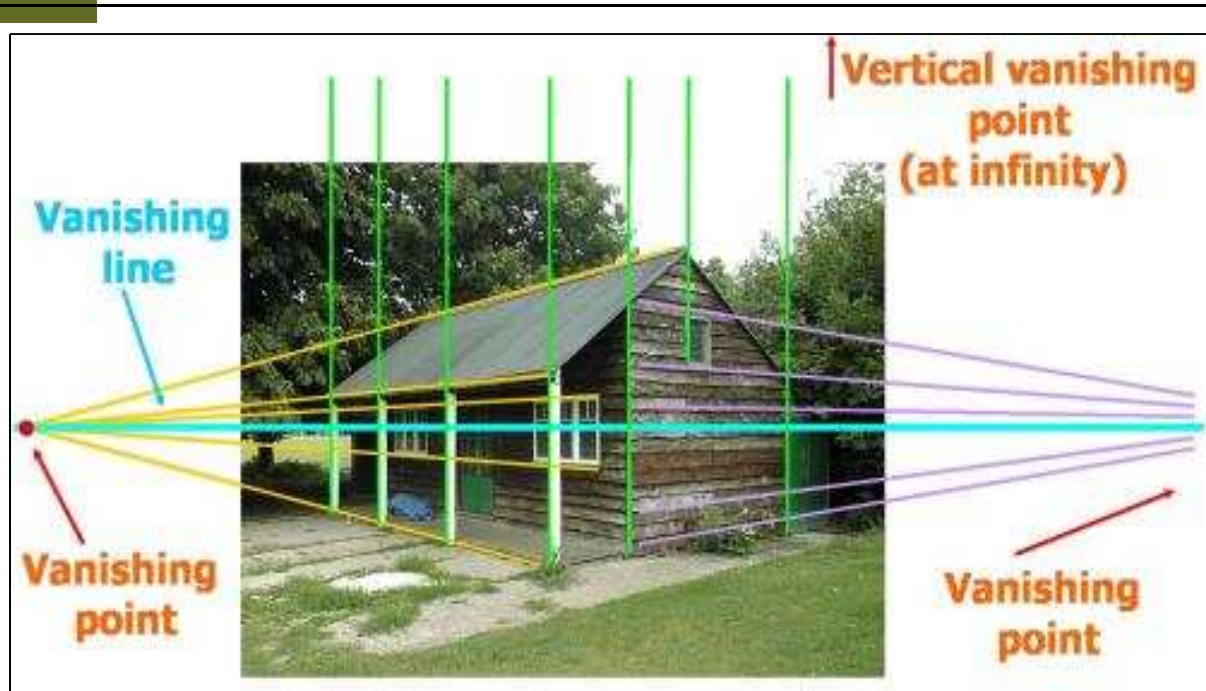 Vertical vanishing
point
(at infinity)
Vanishing
line
Vanishing
point
Vanishing
point